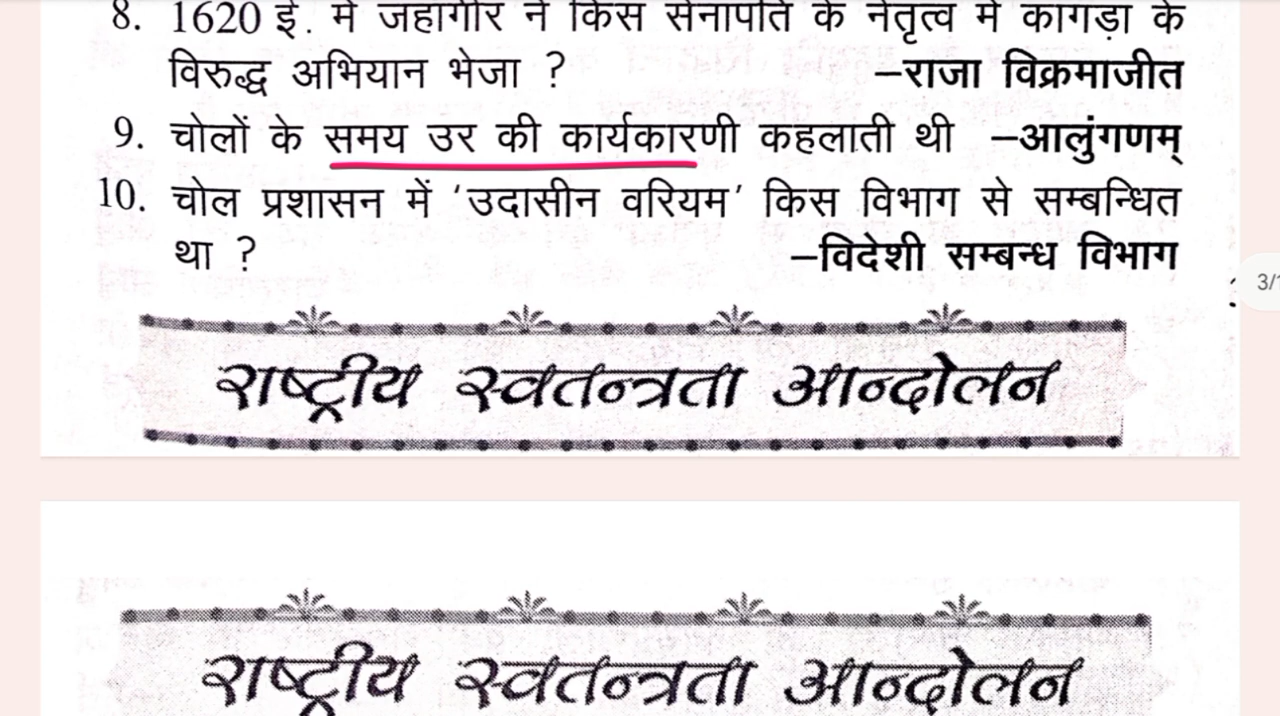 8. 1620 ई. में जहाँगीर ने किस सेनापति के नेतृत्व में काँगड़ा के
विरुद्ध अभियान भेजा ? –राजा विक्रमाजीत
9. चोलों के समय उर की कार्यकारणी कहलाती थी –आलुंगणम्
10. चोल प्रशासन में ‘उदासीन वरियम’ किस विभाग से सम्बन्धित
था ? –विदेशी सम्बन्ध विभाग
राष्ट्रीय स्वतन्त्रता आन्दोलन
राष्ट्रीय स्वतन्त्रता आन्दोलन